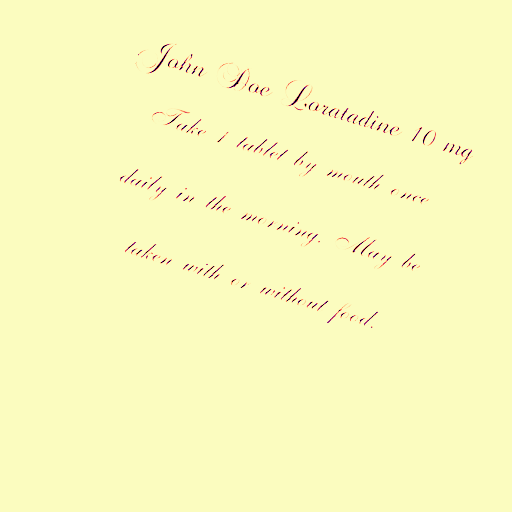 John Doe Loratadine 10 mg
Take 1 tablet by mouth once
daily in the morning. May be
taken with or without food.